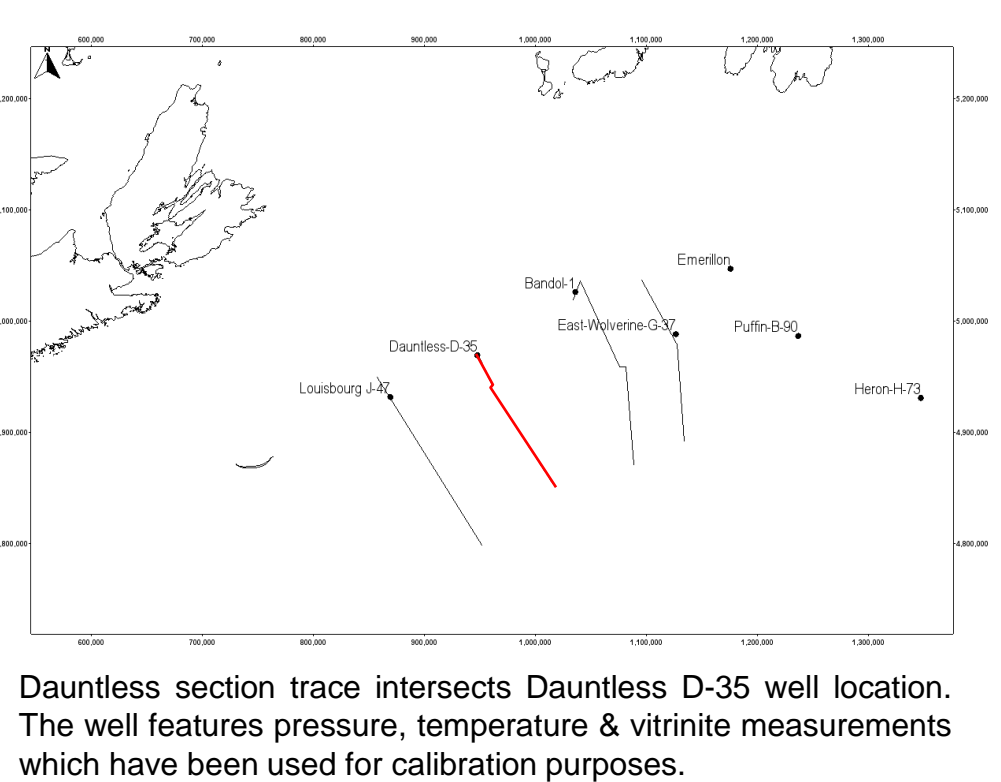 600,000 700,000 800,000 900,000 1,000,000 1,100,000 1,200,000 1,300,000
N
,200,000 5,200,000
,100,000 5,100,000
Emerillon
Bandol-1
,000,000 East-Wolverine-G-37 Puffin-B-90 5,000,000
Dauntless-D-35
Louisbourg J-47 Heron-H-73
,900,000 4,900,000
,800,000 4,800,000
600,000 700,000 800,000 900,000 1,000,000 1,100,000 1,200,000 1,300,000
Dauntless section trace intersects Dauntless D-35 well location.
The well features pressure, temperature & vitrinite measurements
which have been used for calibration purposes.